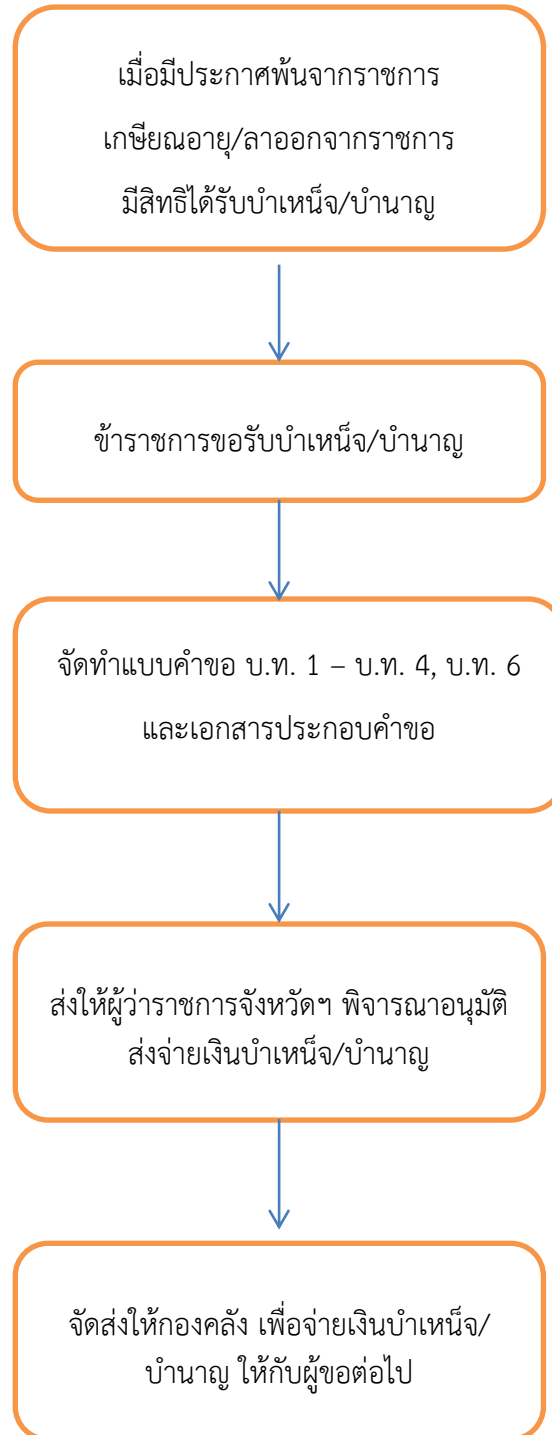 เมื่อมีประกาศพ้นจากราชการ
เกษียณอายุ/ลาออกจากราชการ
มีสิทธิได้รับบำเหน็จ/บำนาญ
ข้าราชการขอรับบำเหน็จ/บำนาญ
จัดทำแบบคำขอ บ.ท. 1 – บ.ท. 4, บ.ท. 6
และเอกสารประกอบคำขอ
ส่งให้ผู้ว่าราชการจังหวัดฯ พิจารณาอนุมัติ
ส่งจ่ายเงินบำเหน็จ/บำนาญ
จัดส่งให้กองคลัง เพื่อจ่ายเงินบำเหน็จ/
บำนาญ ให้กับผู้ขอต่อไป